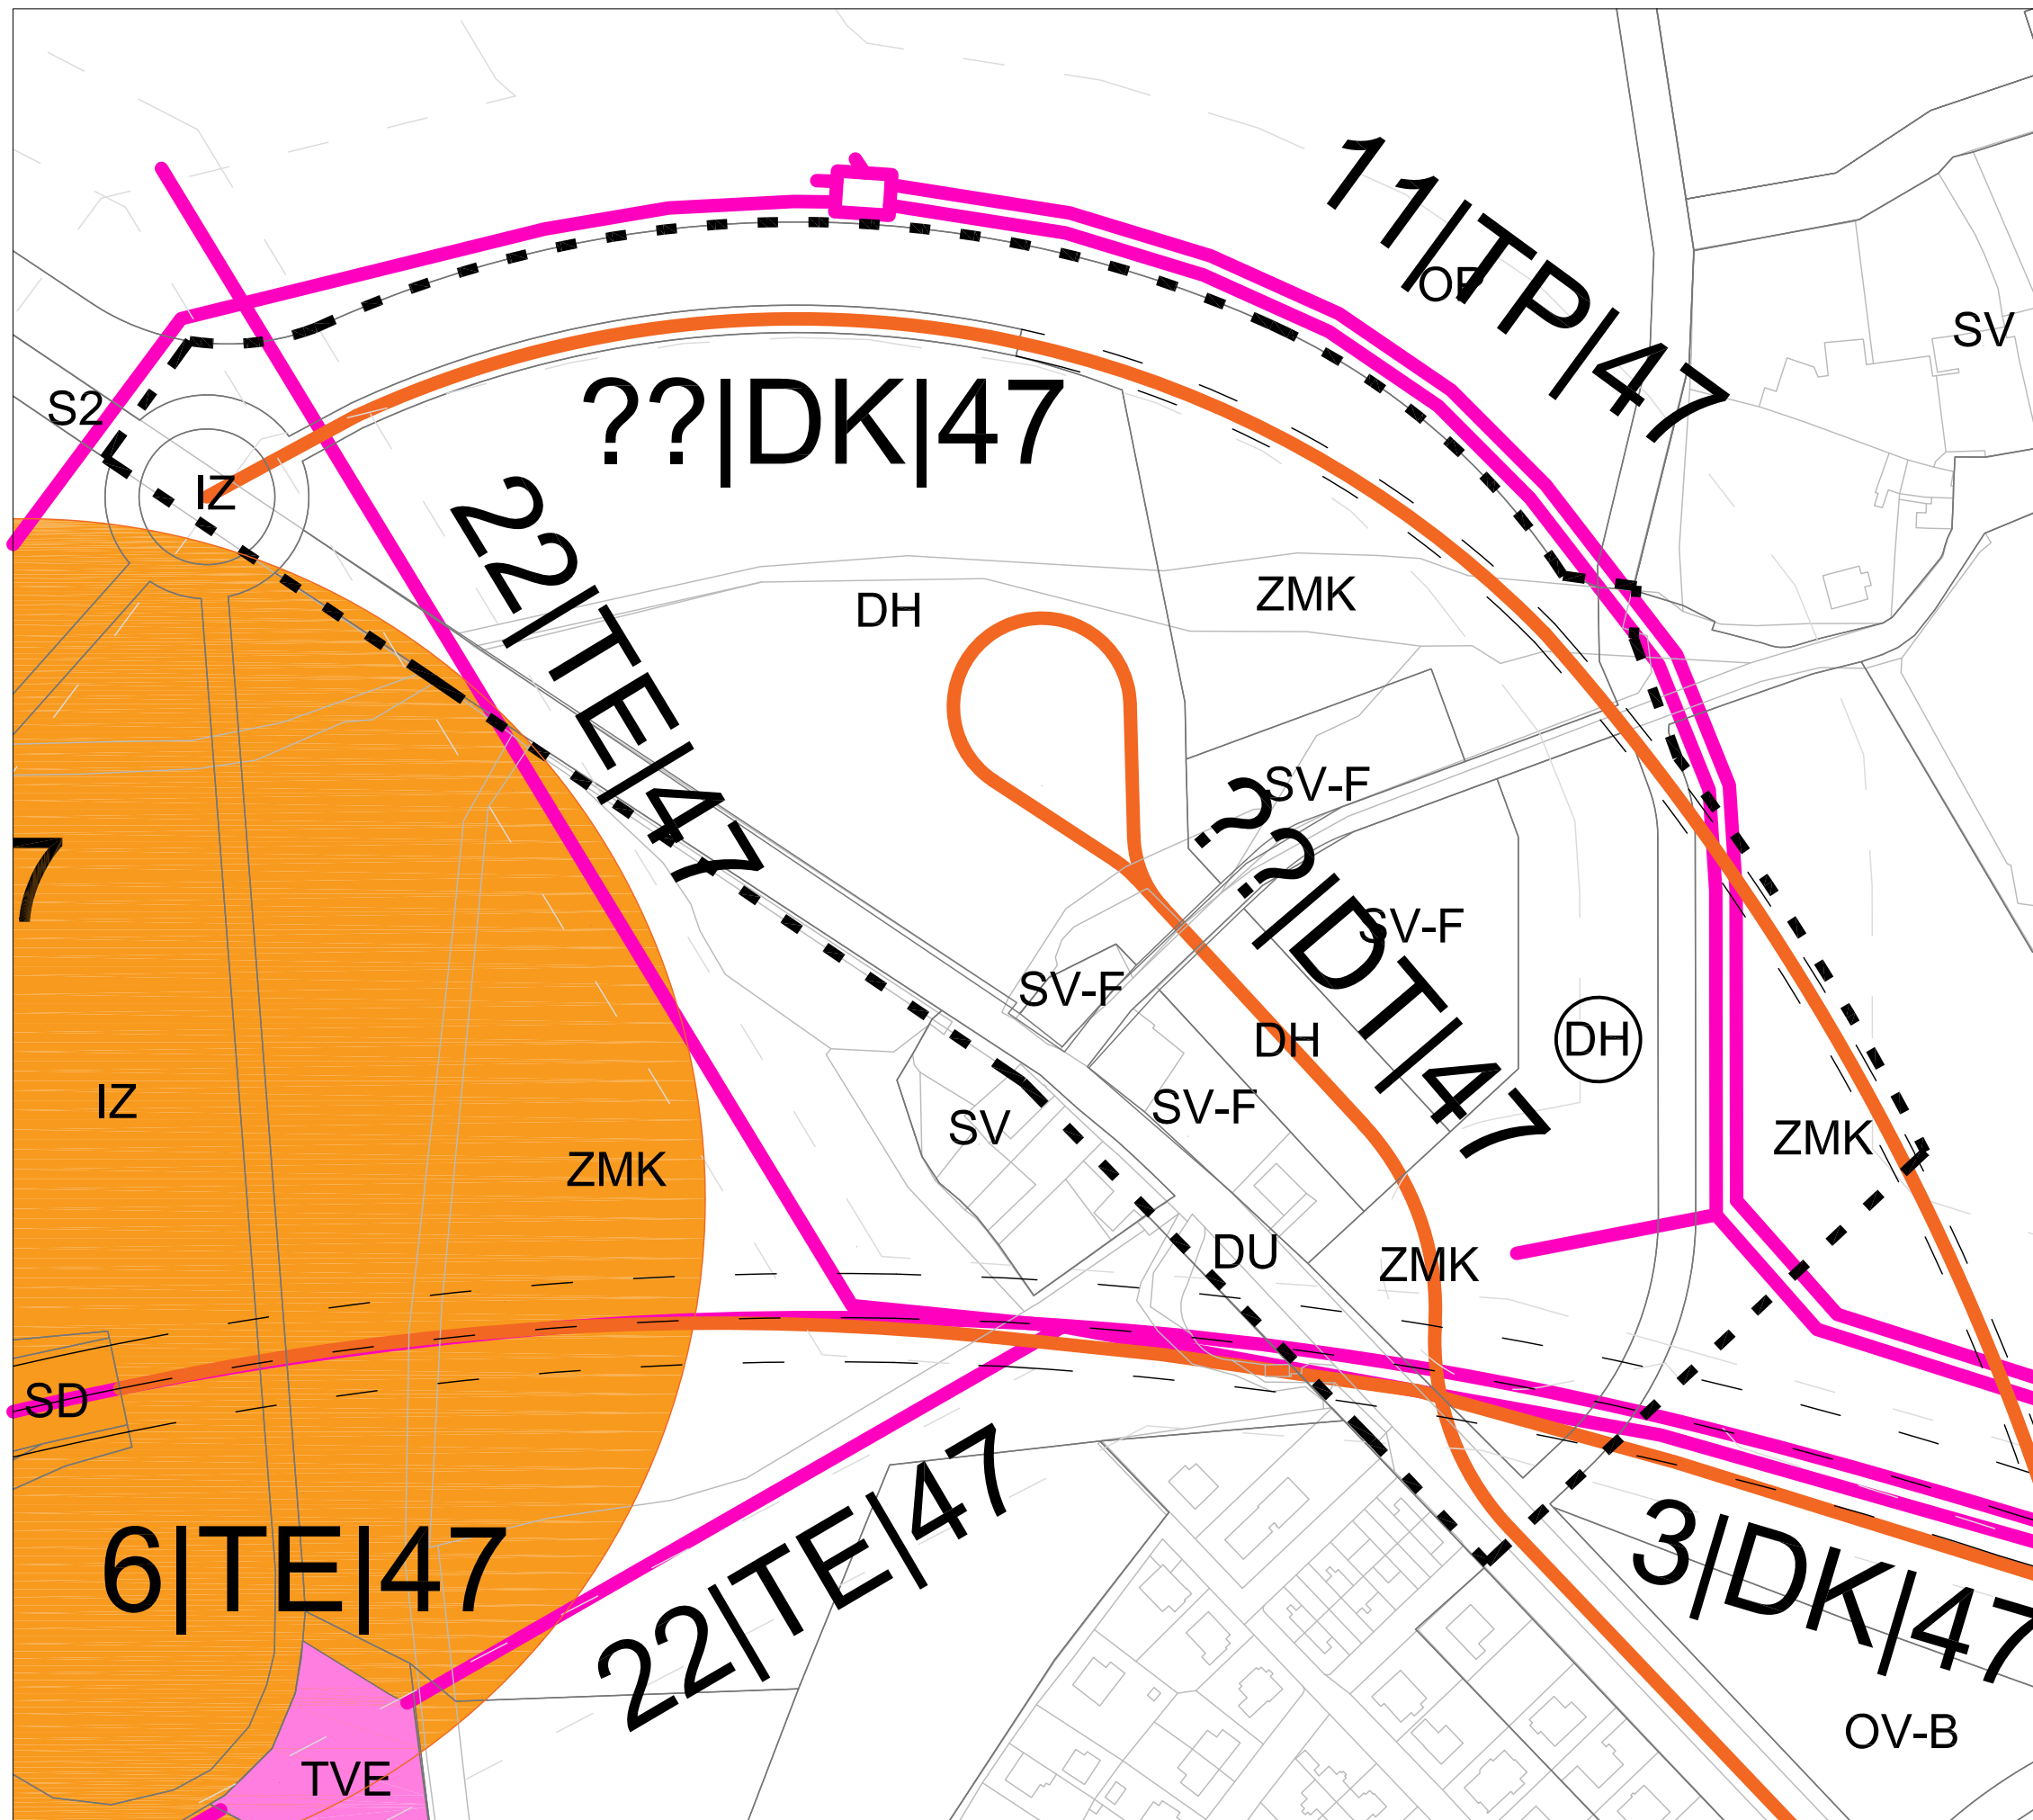 11|TP|47
OP
SV
S2
??|DK|47
IZ
22|TE|47
DH
ZMK
SV-F
??|DT|47
7
SV-F
SV-F
DH
DH
IZ
SV-F
SV
ZMK
ZMK
DU
ZMK
SD
22|TE|47
6|TE|47
3|DK|47
OV-B
TVE